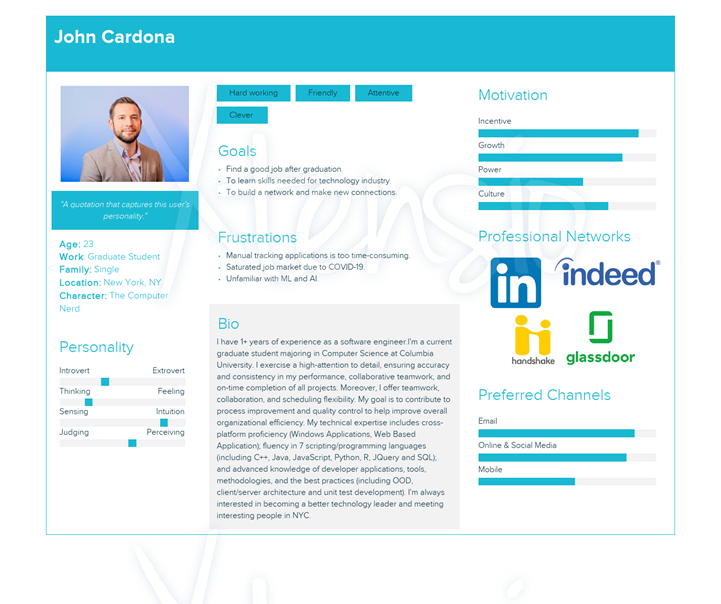 John Cardona
"A quotation that captures this user's
personality."
Age: 23
Work: Graduate Student
Family: Single
Location: New York, NY
Character: The Computer
Nerd
Personality
Introvert Extrovert
Thinking Feeling
Sensing Intuition
Judging Perceiving
Hard working Friendly Attentive
Clever
Goals
- Find a good job after graduation.
- To learn skills needed for technology industry.
- To build a network and make new connections.
Frustrations
- Manual tracking applications is too time-consuming.
- Saturated job market due to COVID-19.
- Unfamiliar with ML and AI.
Bio
I have 1+ years of experience as a software engineer.I'm a current
graduate student majoring in Computer Science at Columbia
University. I exercise a high-attention to detail, ensuring accuracy
and consistency in my performance, collaborative teamwork, and
on-time completion of all projects. Moreover, I offer teamwork,
collaboration, and scheduling flexibility. My goal is to contribute to
process improvement and quality control to help improve overall
organizational efficiency. My technical expertise includes cross-
platform proficiency (Windows Applications, Web Based
Application); fluency in 7 scripting/programming languages
(including C++, Java, JavaScript, Python, R, JQuery and SQL);
and advanced knowledge of developer applications, tools,
methodologies, and the best practices (including OOD,
client/server architecture and unit test development). I'm always
interested in becoming a better technology leader and meeting
interesting people in NYC.
Motivation
Incentive
Growth
Power
Culture
Professional Networks
in
indeed®
handshake
glassdoor
Preferred Channels
Email
Online & Social Media
Mobile
Xtensio